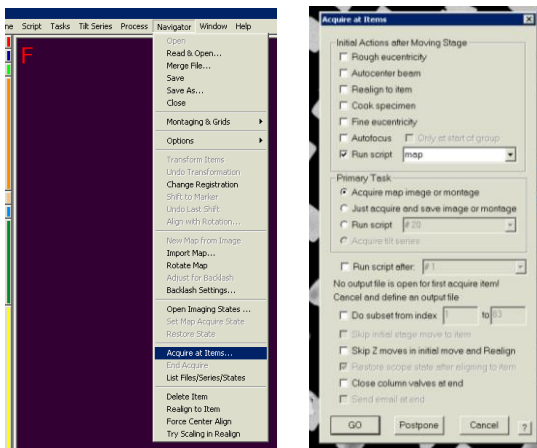 ne Script Tasks Tilt Series Process Navigator Window Help
F
Open
Read & Open...
Merge File...
Save
Save As...
Close
Montaging & Grids
Options
Transform Items
Undo Transformation
Change Registration
Shift to Marker
Undo Last Shift
Align with Rotation...
New Map from Image
Import Map...
Rotate Map
Adjust for Backlash
Backlash Settings...
Open Imaging States ...
Set Map Acquire State
Restore State
Acquire at Items...
End Acquire
List Files/Series/States
Delete Item
Realign to Item
Force Center Align
Try Scaling in Realign
Acquire at Items
Initial Actions after Moving Stage
Rough eucentricity
Autocenter beam
Realign to item
Cook specimen
Fine eucentricity
Autofocus Only at start of group
Run script map
Primary Task
Acquire map image or montage
Just acquire and save image or montage
Run script # 20
Acquire tilt series
Run script after: # 1
No output file is open for first acquire item!
Cancel and define an output file
Do subset from index 1 to 83
Skip initial stage move to item
Skip Z moves in initial move and Realign
Restore scope state after aligning to item
Close column valves at end
Send email at end
GO Postpone Cancel ?